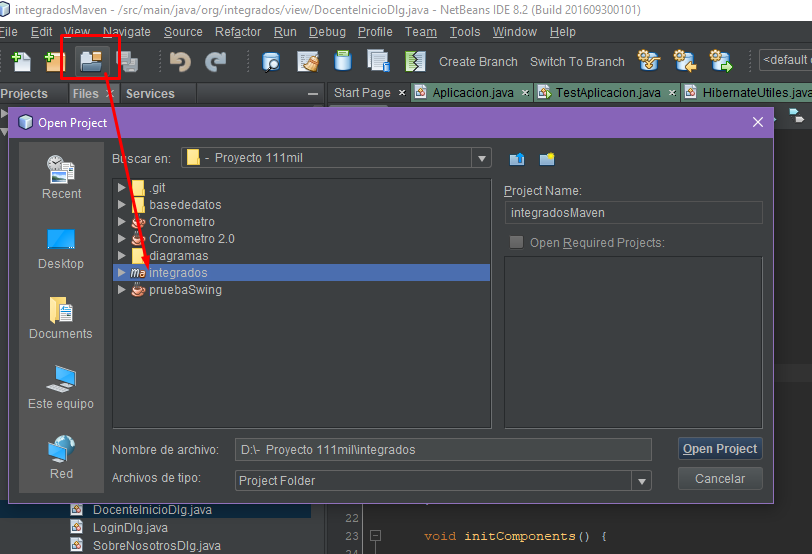 integradosMaven - /src/main/java/org/integrados/view/DocenteInicioDlg.java - NetBeans IDE 8.2 (Build 201609300101)
File Edit View Navigate Source Refactor Run Debug Profile Team Tools Window Help
Create Branch Switch To Branch <default
Projects Files × Services Start Page × Aplicacion.java × TestAplicacion.java × HibernateUtiles.java
Open Project
Buscar en: - Proyecto 111mil
Recent
Desktop
Documents
Este equipo
Red
.git
basededatos
Cronometro
Cronometro 2.0
diagramas
ma integrados
pruebaSwing
Project Name:
integradosMaven
Open Required Projects:
Nombre de archivo: D:\- Proyecto 111mil\integrados Open Project
Archivos de tipo: Project Folder Cancelar
DocenteInicioDlg.java
LoginDlg.java
SobreNosotrosDlg.java
22
23 void initComponents() {
24